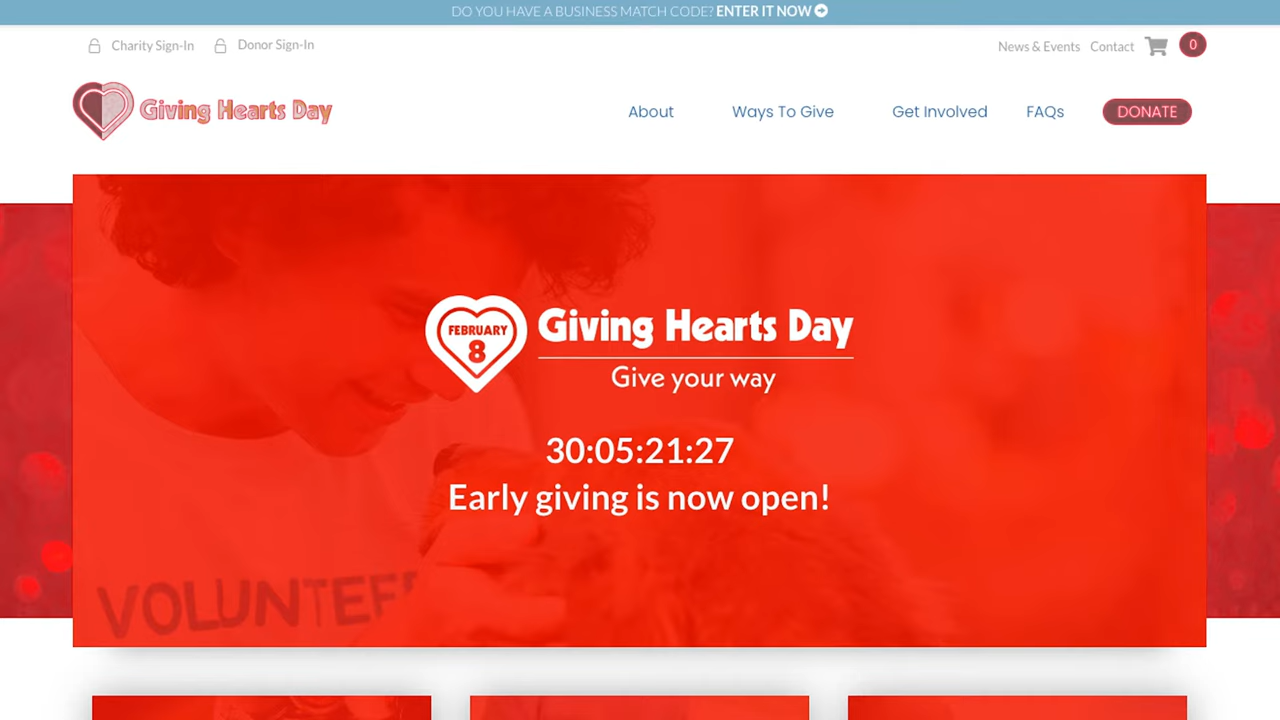 DO YOU HAVE A BUSINESS MATCH CODE? ENTER IT NOW
Charity Sign-In Donor Sign-In News & Events Contact 0
Giving Hearts Day About Ways To Give Get Involved FAQs DONATE
FEBRUARY
8
Giving Hearts Day
Give your way
30:05:21:27
Early giving is now open!
VOLUNTEE